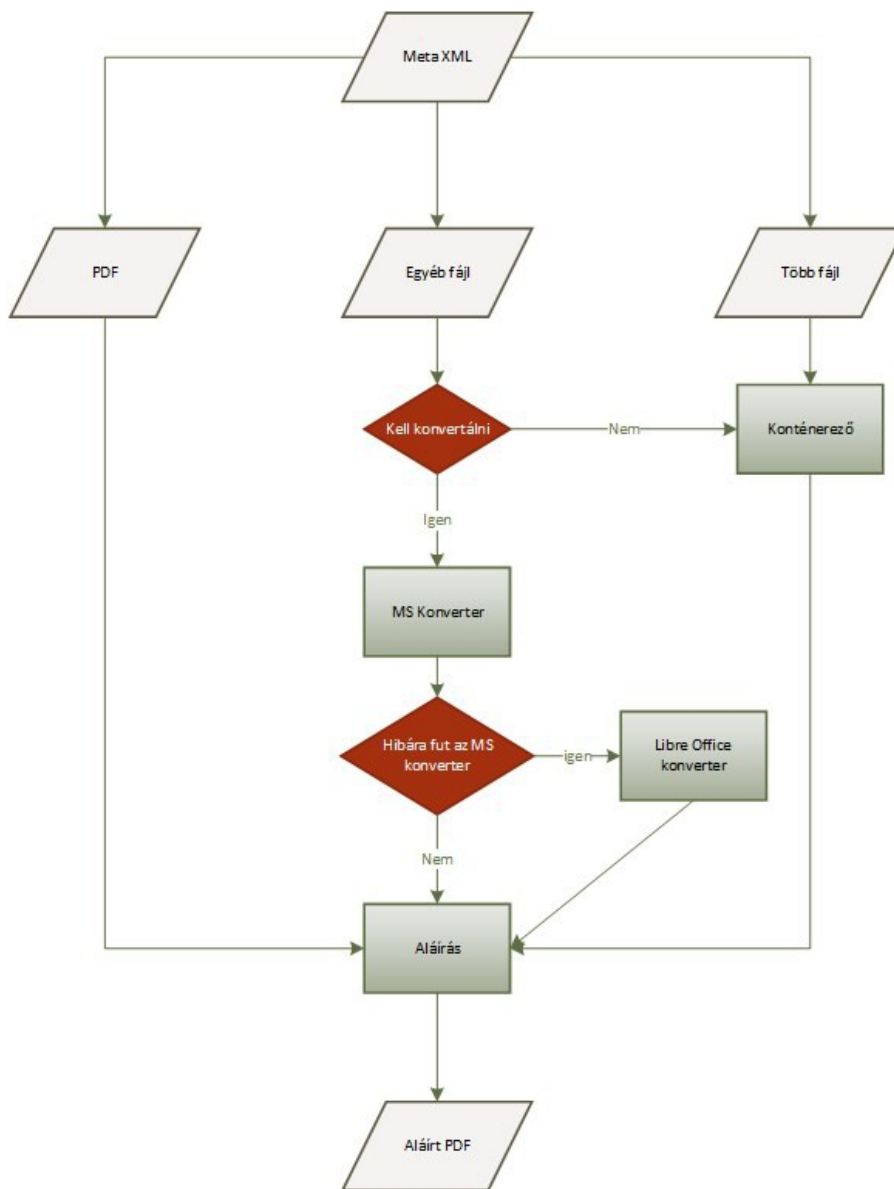 Meta XML
PDF
Egyéb fájl
Több fájl
Kell konvertálni
Nem
Konténerező
Igen
MS Konverter
Hibára fut az MS
konverter
igen
Libre Office
konverter
Nem
Aláírás
Aláírt PDF